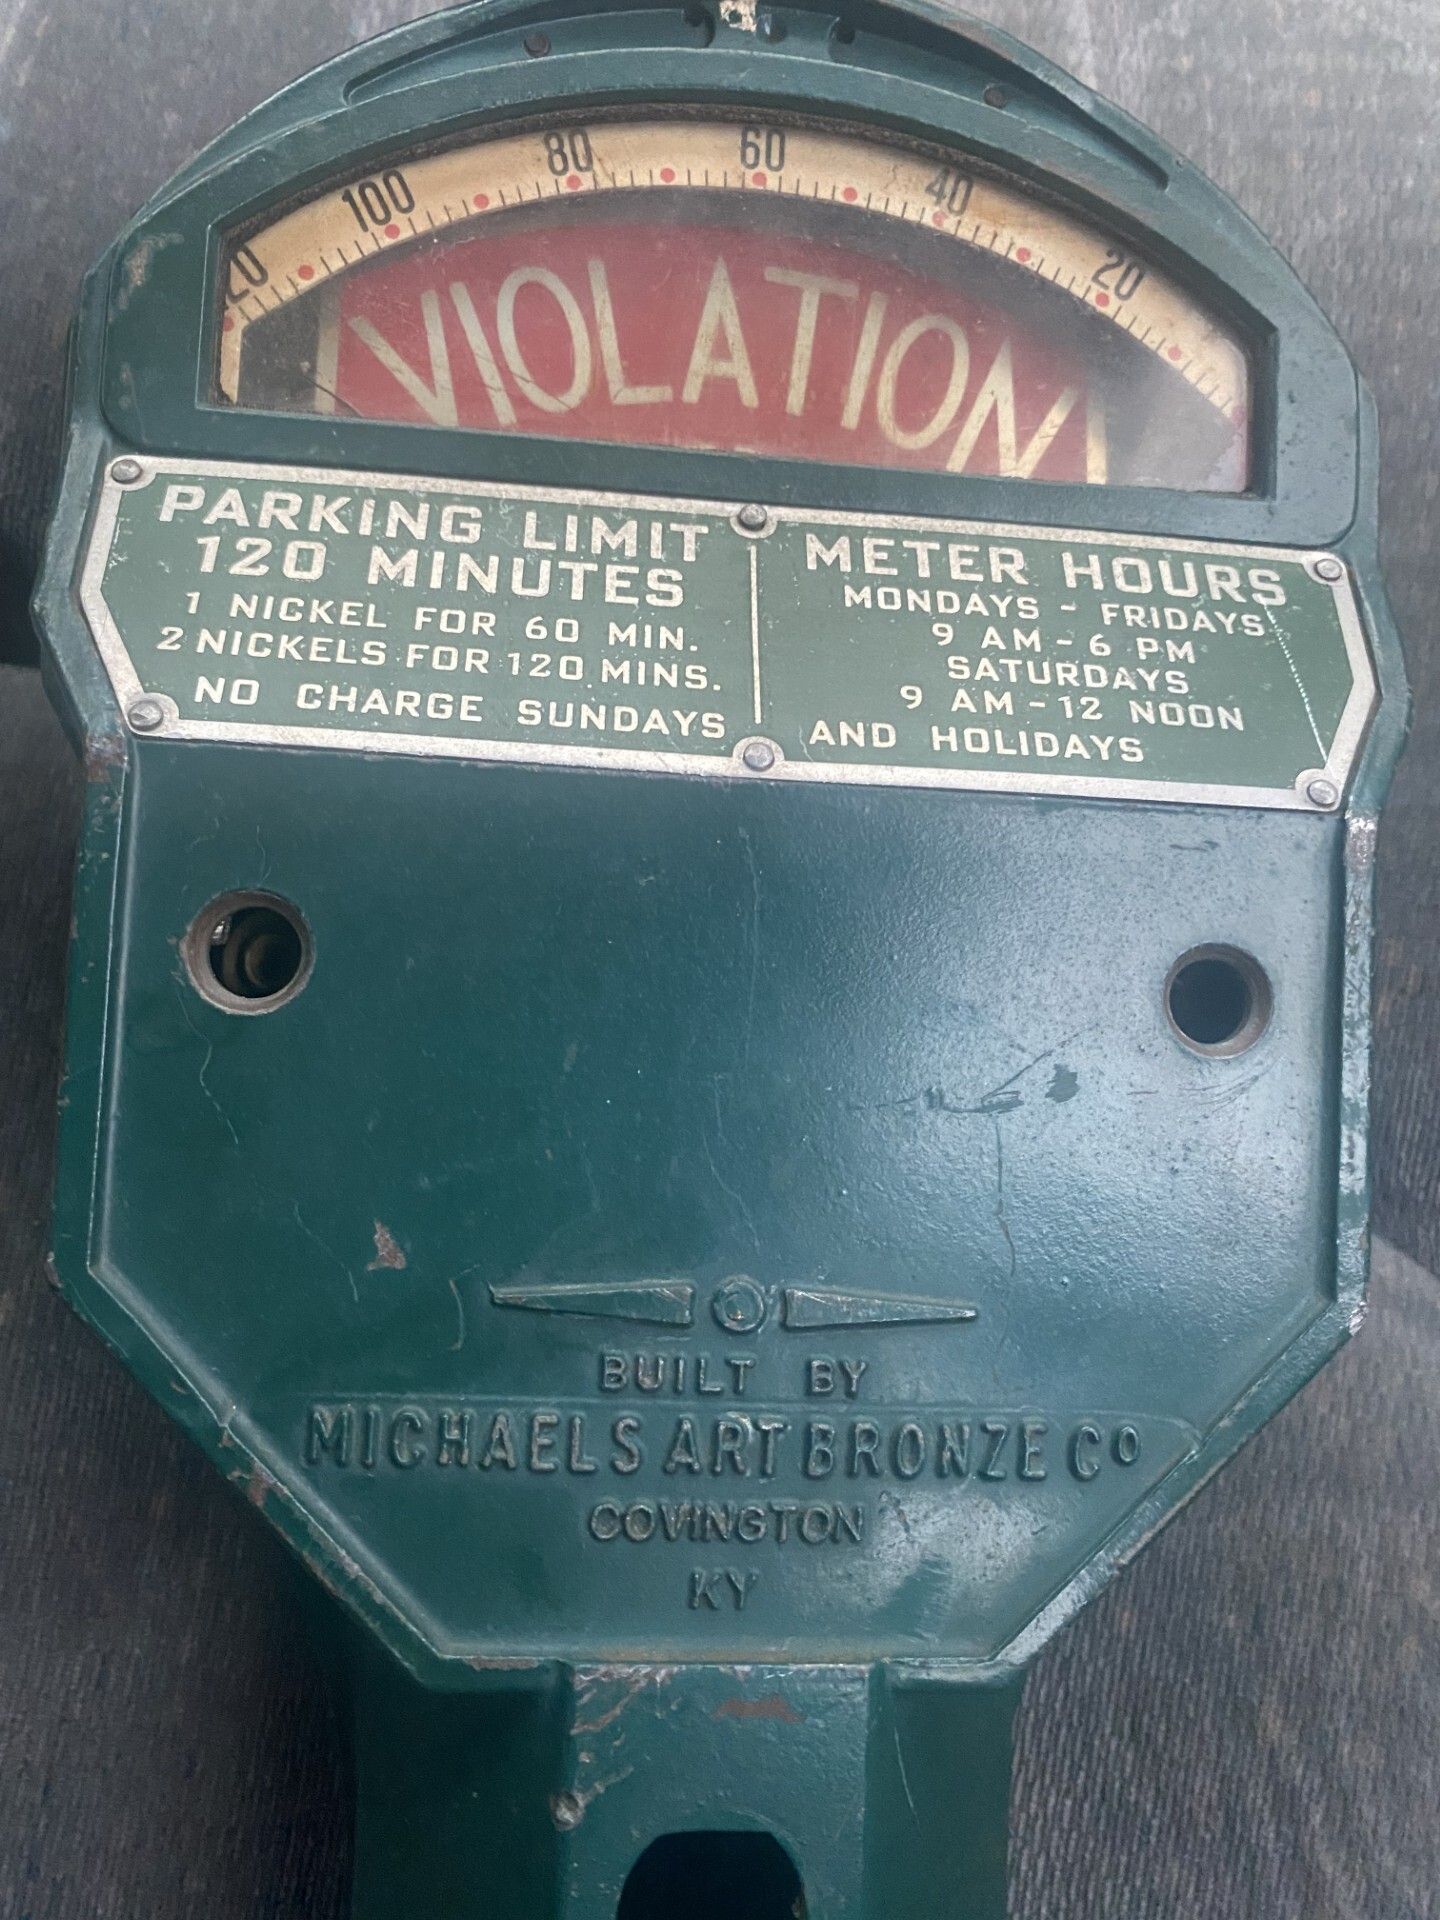 120 100 80 60 40 20
VIOLATION
PARKING LIMIT
120 MINUTES
1 NICKEL FOR 60 MIN.
2 NICKELS FOR 120 MINS.
NO CHARGE SUNDAYS
METER HOURS
MONDAYS - FRIDAYS
9 AM - 6 PM
SATURDAYS
9 AM - 12 NOON
AND HOLIDAYS
BUILT BY
MICHAELS ART BRONZE Co
COVINGTON
KY